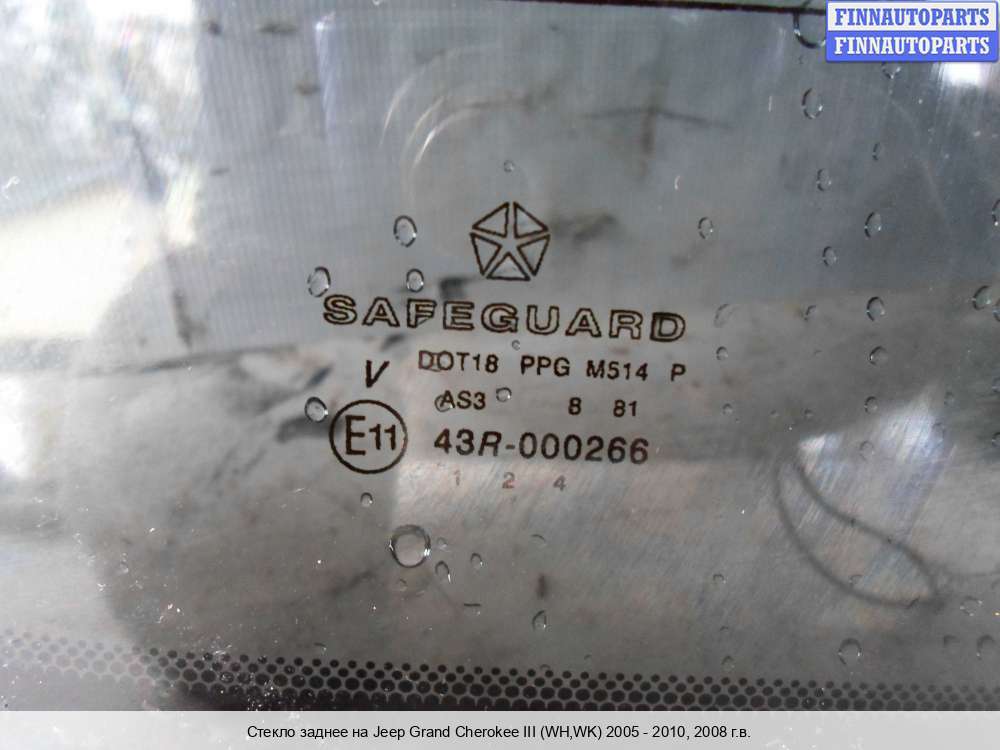 FINNAUTOPARTS
FINNAUTOPARTS
SAFEGUARD
DOT18 PPG M514 P
V
AS3 8 81
E11 43R-000266
1 2 4
Стекло заднее на Jeep Grand Cherokee III (WH,WK) 2005 - 2010, 2008 г.в.